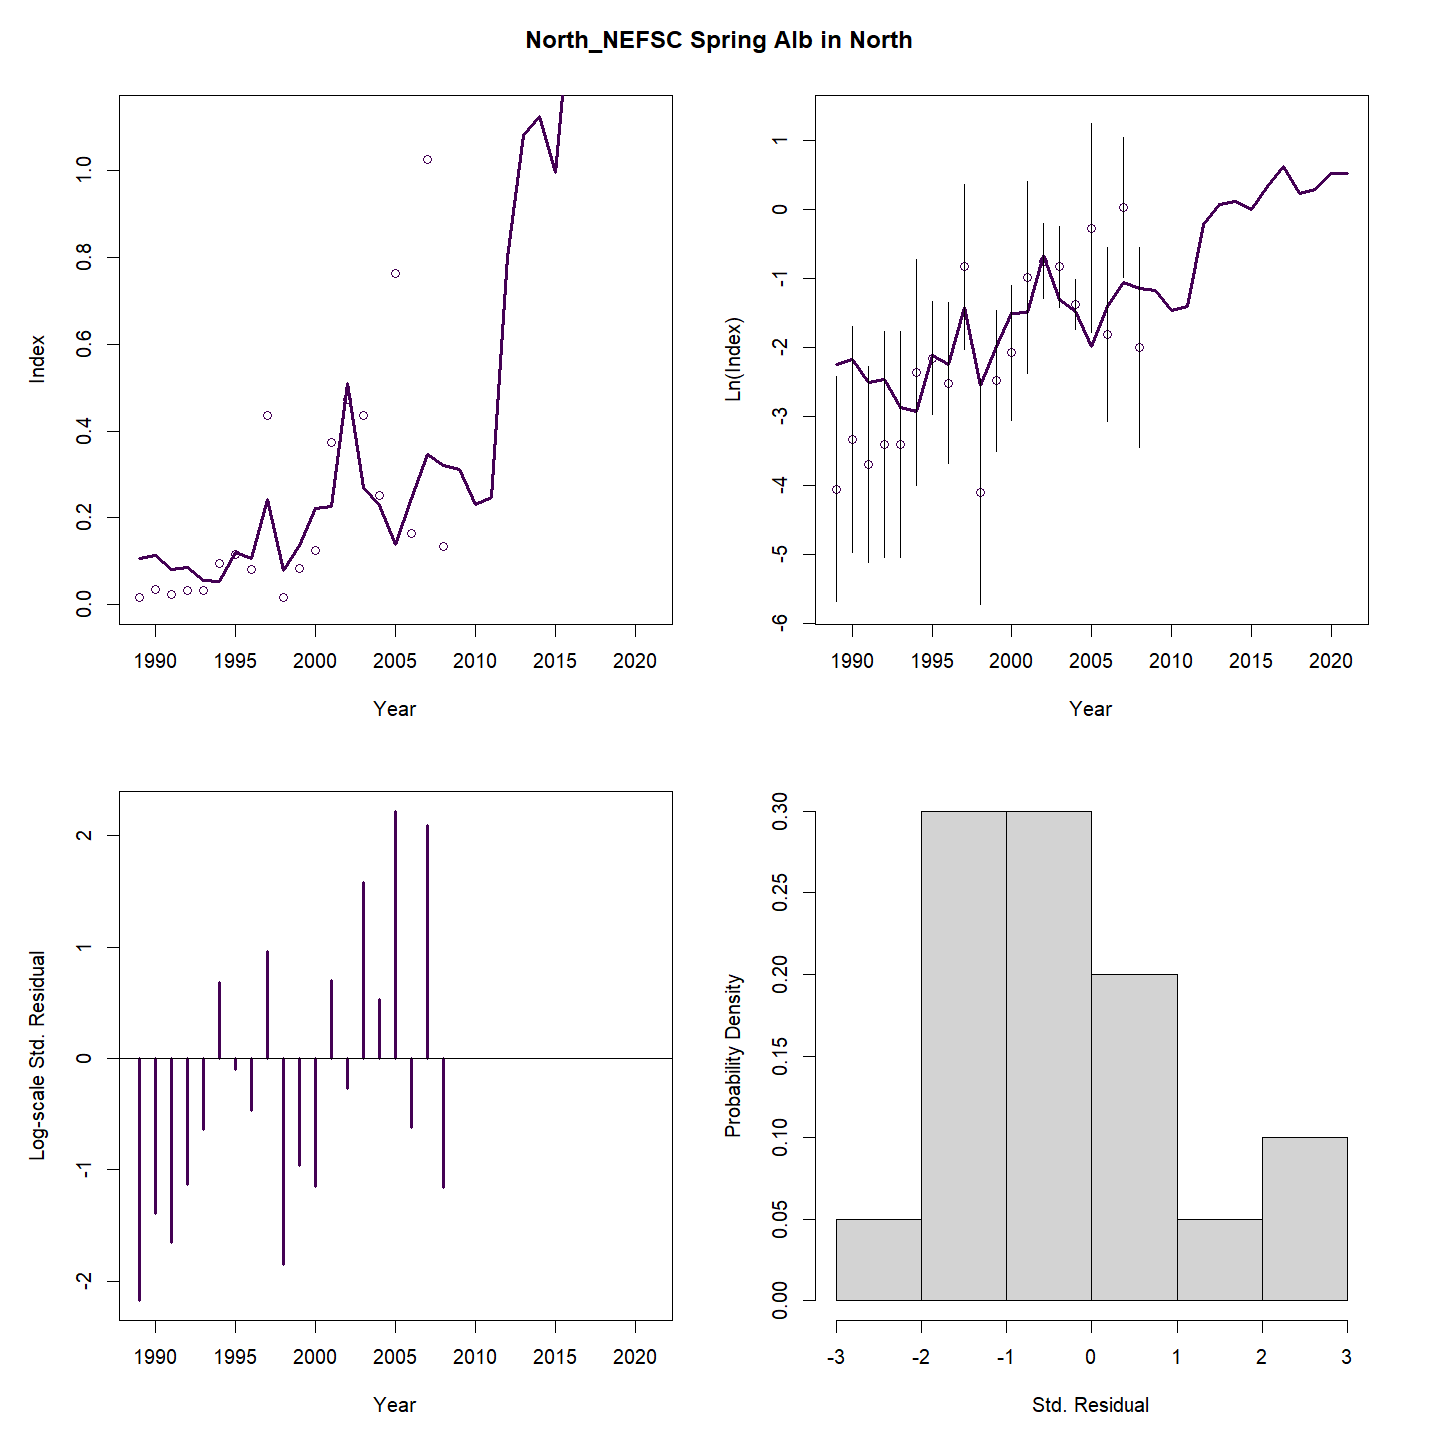 North_NEFSC Spring Alb in North
Index
0.0 0.2 0.4 0.6 0.8 1.0
1990 1995 2000 2005 2010 2015 2020
Year
Ln(Index)
-6 -5 -4 -3 -2 -1 0 1
1990 1995 2000 2005 2010 2015 2020
Year
Log-scale Std. Residual
-2 -1 0 1 2
1990 1995 2000 2005 2010 2015 2020
Year
Probability Density
0.00 0.05 0.10 0.15 0.20 0.25 0.30
-3 -2 -1 0 1 2 3
Std. Residual